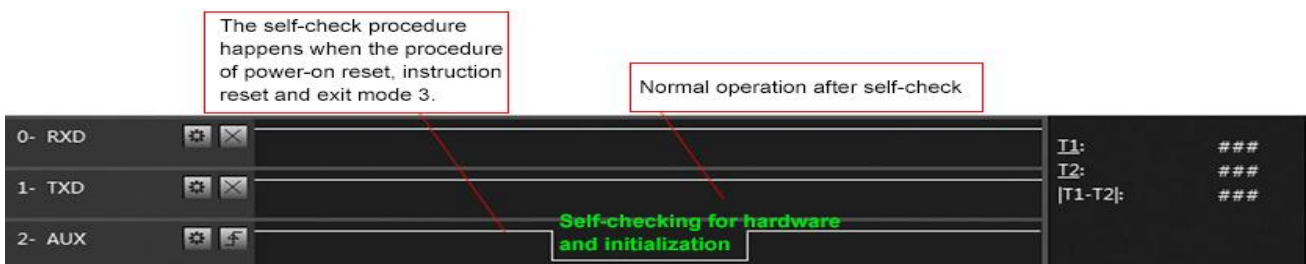 The self-check procedure
happens when the procedure
of power-on reset, instruction
reset and exit mode 3.
Normal operation after self-check
0- RXD
1- TXD
2- AUX
Self-checking for hardware
and initialization
T1: ###
T2: ###
|T1-T2|: ###